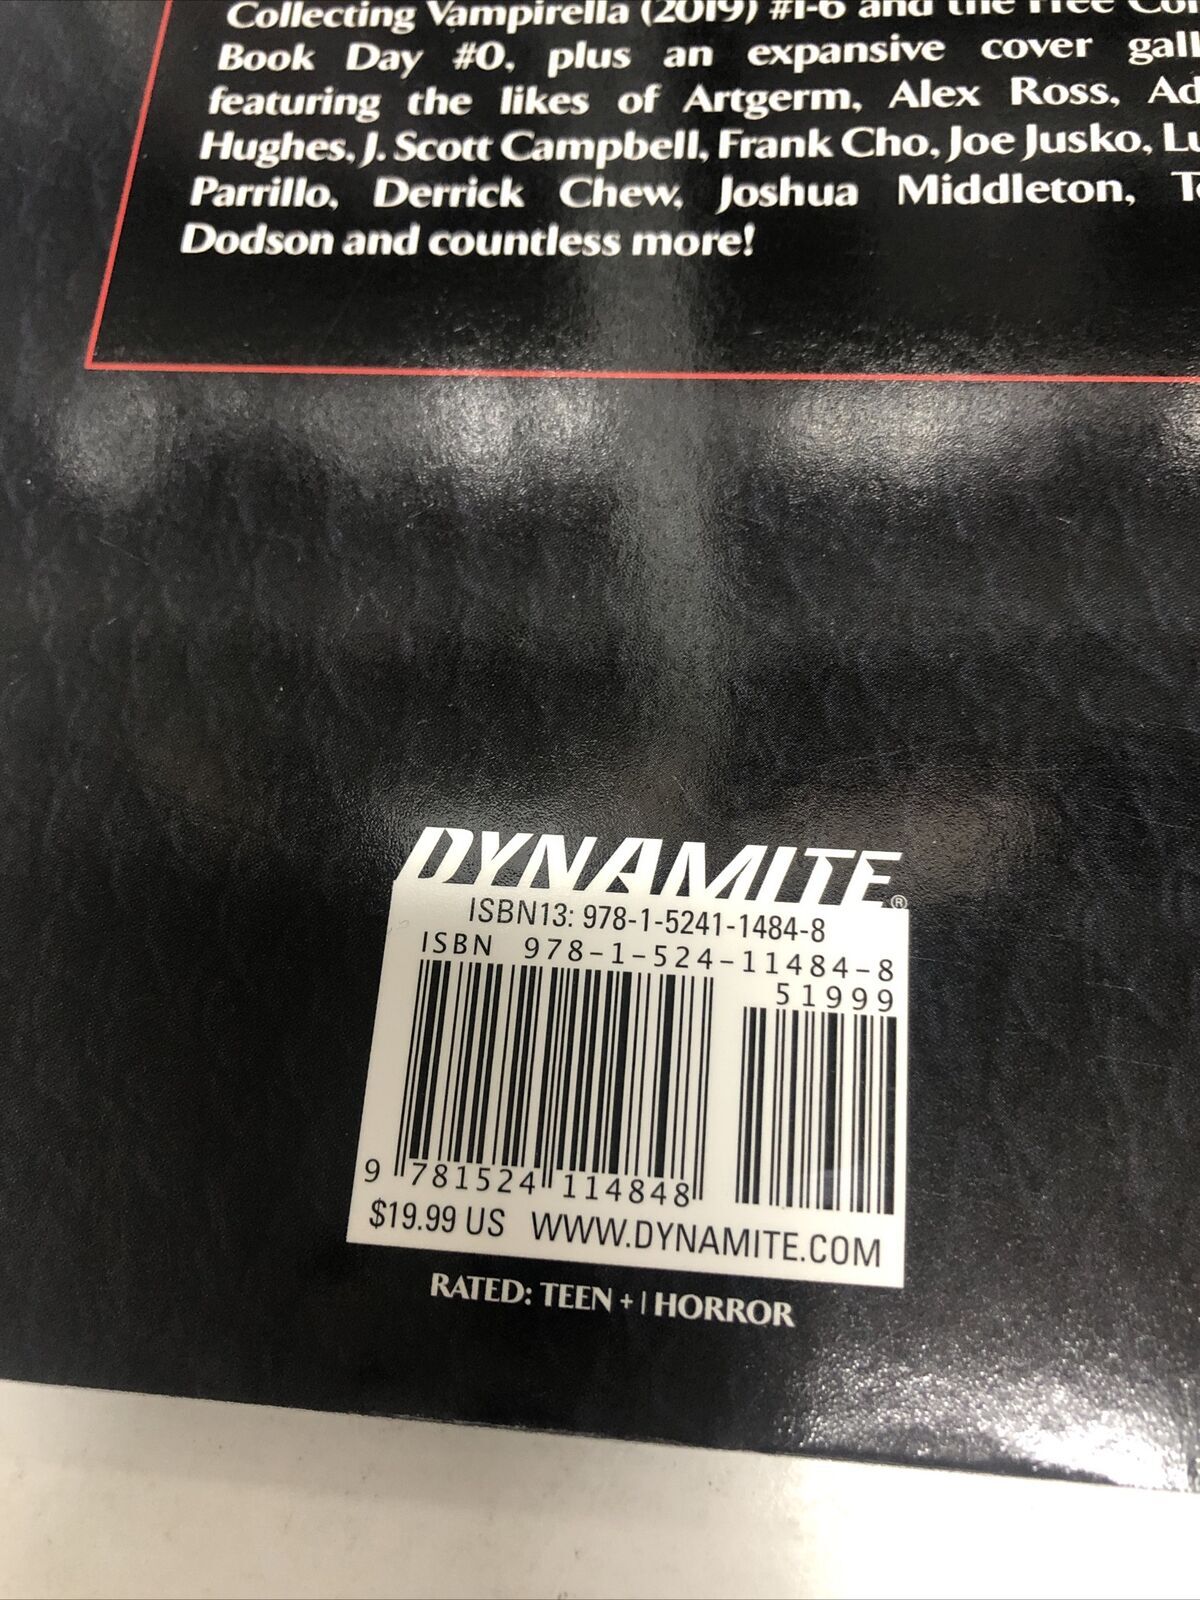 Collecting Vampirella (2019) #1-6 and the Free
Book Day #0, plus an expansive cover
featuring the likes of Artgerm, Alex Ross,
Hughes, J. Scott Campbell, Frank Cho, Joe Jusko,
Parrillo, Derrick Chew, Joshua Middleton,
Dodson and countless more!
DYNAMITE®
ISBN13: 978-1-5241-1484-8
ISBN 978-1-524-11484-8
51999
9 781524 114848
$19.99 US WWW.DYNAMITE.COM
RATED: TEEN + | HORROR